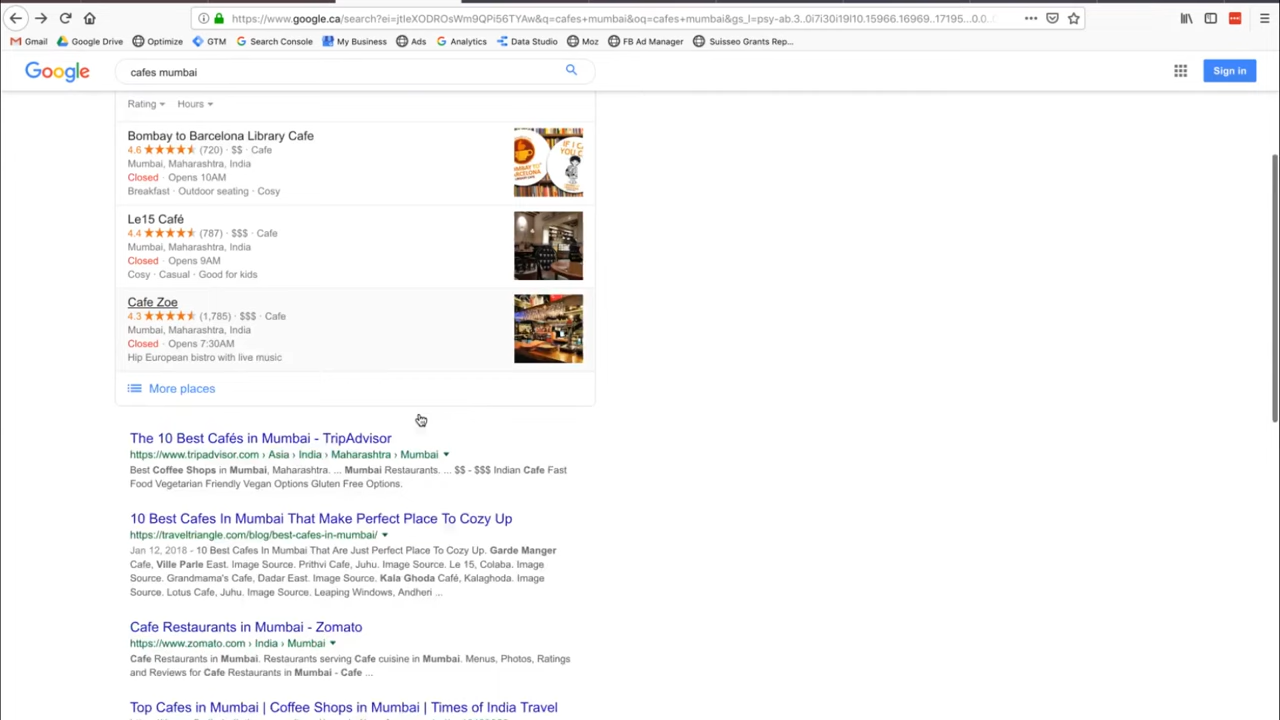 https://www.google.ca/search?ei=jtleXODROsWm9QPi56TYAw&q=cafes+mumbai&oq=cafes+mumbai&gs_l=psy-ab.3..0i7i30i19l10.15966.16969..17195...0.0..
Gmail Google Drive Optimize GTM Search Console My Business Ads Analytics Data Studio Moz FB Ad Manager Suisseo Grants Rep...
Google cafes mumbai Sign in
Rating Hours
Bombay to Barcelona Library Cafe
4.6 (720) · $$ · Cafe
Mumbai, Maharashtra, India
Closed · Opens 10AM
Breakfast · Outdoor seating · Cosy
Le15 Café
4.4 (787) · $$$ · Cafe
Mumbai, Maharashtra, India
Closed · Opens 9AM
Cosy · Casual · Good for kids
Cafe Zoe
4.3 (1,785) · $$$ · Cafe
Mumbai, Maharashtra, India
Closed · Opens 7:30AM
Hip European bistro with live music
More places
The 10 Best Cafés in Mumbai - TripAdvisor
https://www.tripadvisor.com › Asia › India › Maharashtra › Mumbai
Best Coffee Shops in Mumbai, Maharashtra. ... Mumbai Restaurants. ... $$ - $$$ Indian Cafe Fast
Food Vegetarian Friendly Vegan Options Gluten Free Options.
10 Best Cafes In Mumbai That Make Perfect Place To Cozy Up
https://traveltriangle.com/blog/best-cafes-in-mumbai/
Jan 12, 2018 - 10 Best Cafes In Mumbai That Are Just Perfect Place To Cozy Up. Garde Manger
Cafe, Ville Parle East. Image Source. Prithvi Cafe, Juhu. Image Source. Le 15, Colaba. Image
Source. Grandmama's Cafe, Dadar East. Image Source. Kala Ghoda Café, Kalaghoda. Image
Source. Lotus Cafe, Juhu. Image Source. Leaping Windows, Andheri ...
Cafe Restaurants in Mumbai - Zomato
https://www.zomato.com › India › Mumbai
Cafe Restaurants in Mumbai. Restaurants serving Cafe cuisine in Mumbai. Menus, Photos, Ratings
and Reviews for Cafe Restaurants in Mumbai - Cafe ...
Top Cafes in Mumbai | Coffee Shops in Mumbai | Times of India Travel